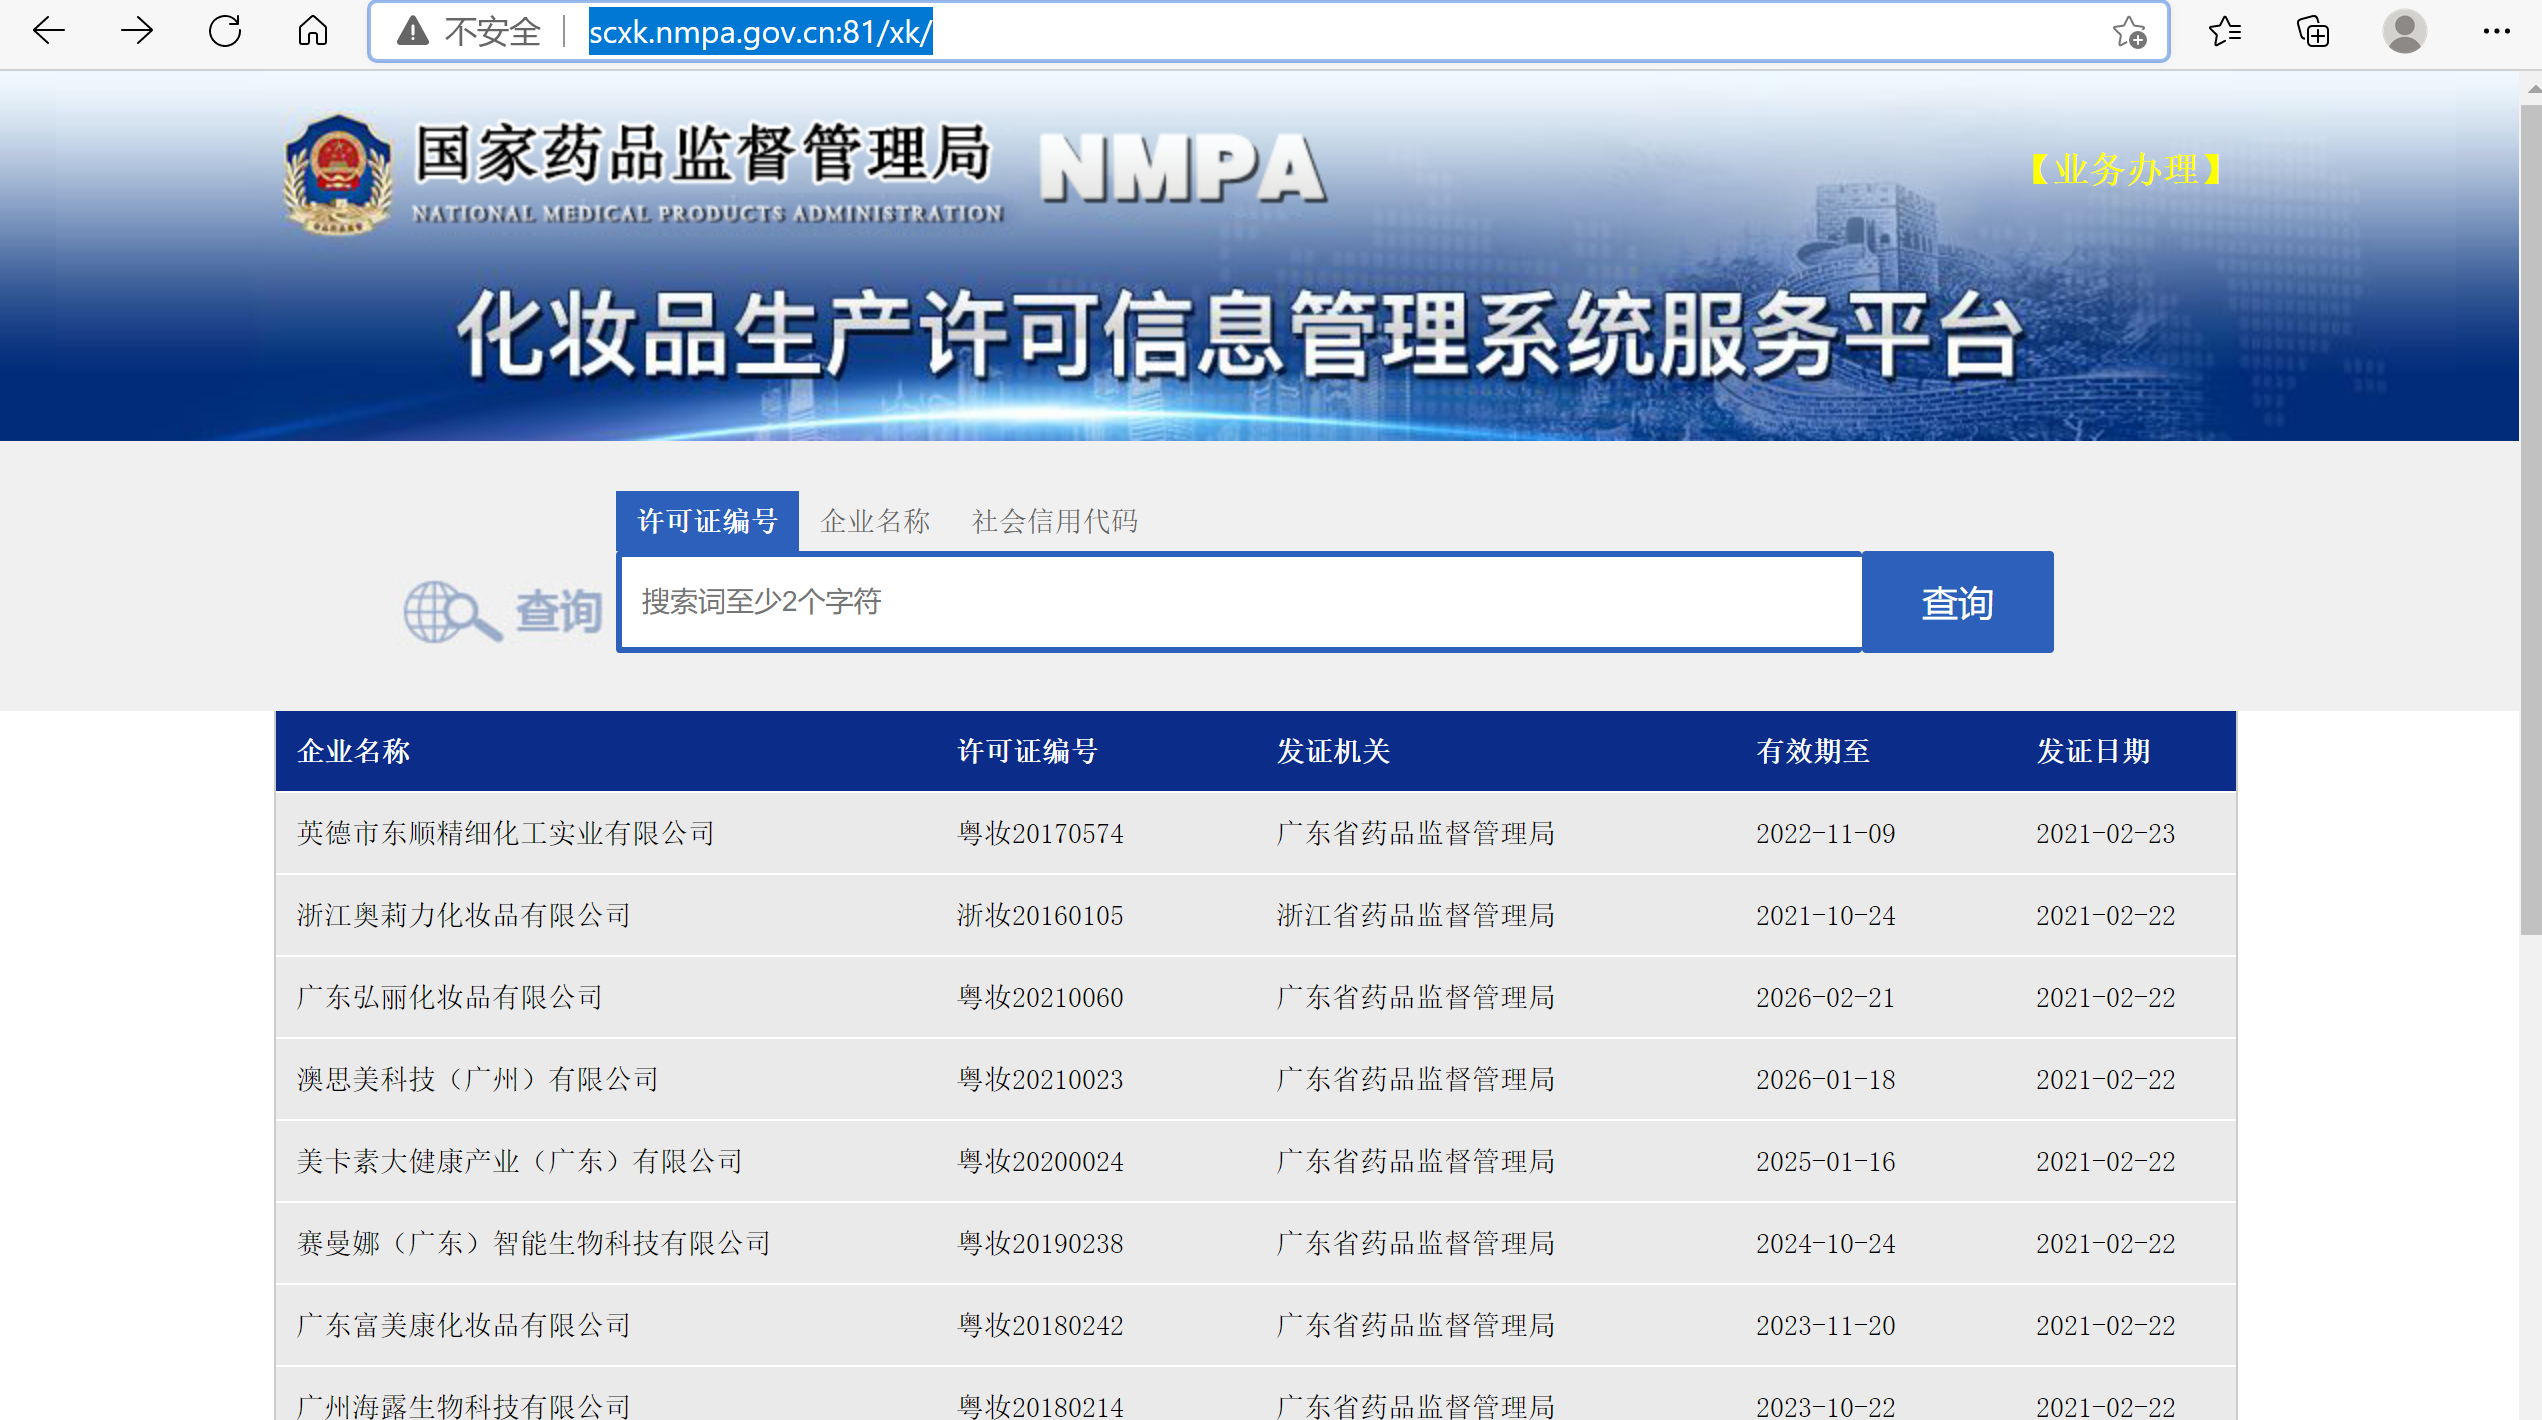 不安全 scxk.nmpa.gov.cn:81/xk/
国家药品监督管理局 NMPA
NATIONAL MEDICAL PRODUCTS ADMINISTRATION
【业务办理】
化妆品生产许可信息管理系统服务平台
许可证编号 企业名称 社会信用代码
查询 搜索词至少2个字符 查询
企业名称 许可证编号 发证机关 有效期至 发证日期
英德市东顺精细化工实业有限公司 粤妆20170574 广东省药品监督管理局 2022-11-09 2021-02-23
浙江奥莉力化妆品有限公司 浙妆20160105 浙江省药品监督管理局 2021-10-24 2021-02-22
广东弘丽化妆品有限公司 粤妆20210060 广东省药品监督管理局 2026-02-21 2021-02-22
澳思美科技（广州）有限公司 粤妆20210023 广东省药品监督管理局 2026-01-18 2021-02-22
美卡素大健康产业（广东）有限公司 粤妆20200024 广东省药品监督管理局 2025-01-16 2021-02-22
赛曼娜（广东）智能生物科技有限公司 粤妆20190238 广东省药品监督管理局 2024-10-24 2021-02-22
广东富美康化妆品有限公司 粤妆20180242 广东省药品监督管理局 2023-11-20 2021-02-22
广州海露生物科技有限公司 粤妆20180214 广东省药品监督管理局 2023-10-22 2021-02-22